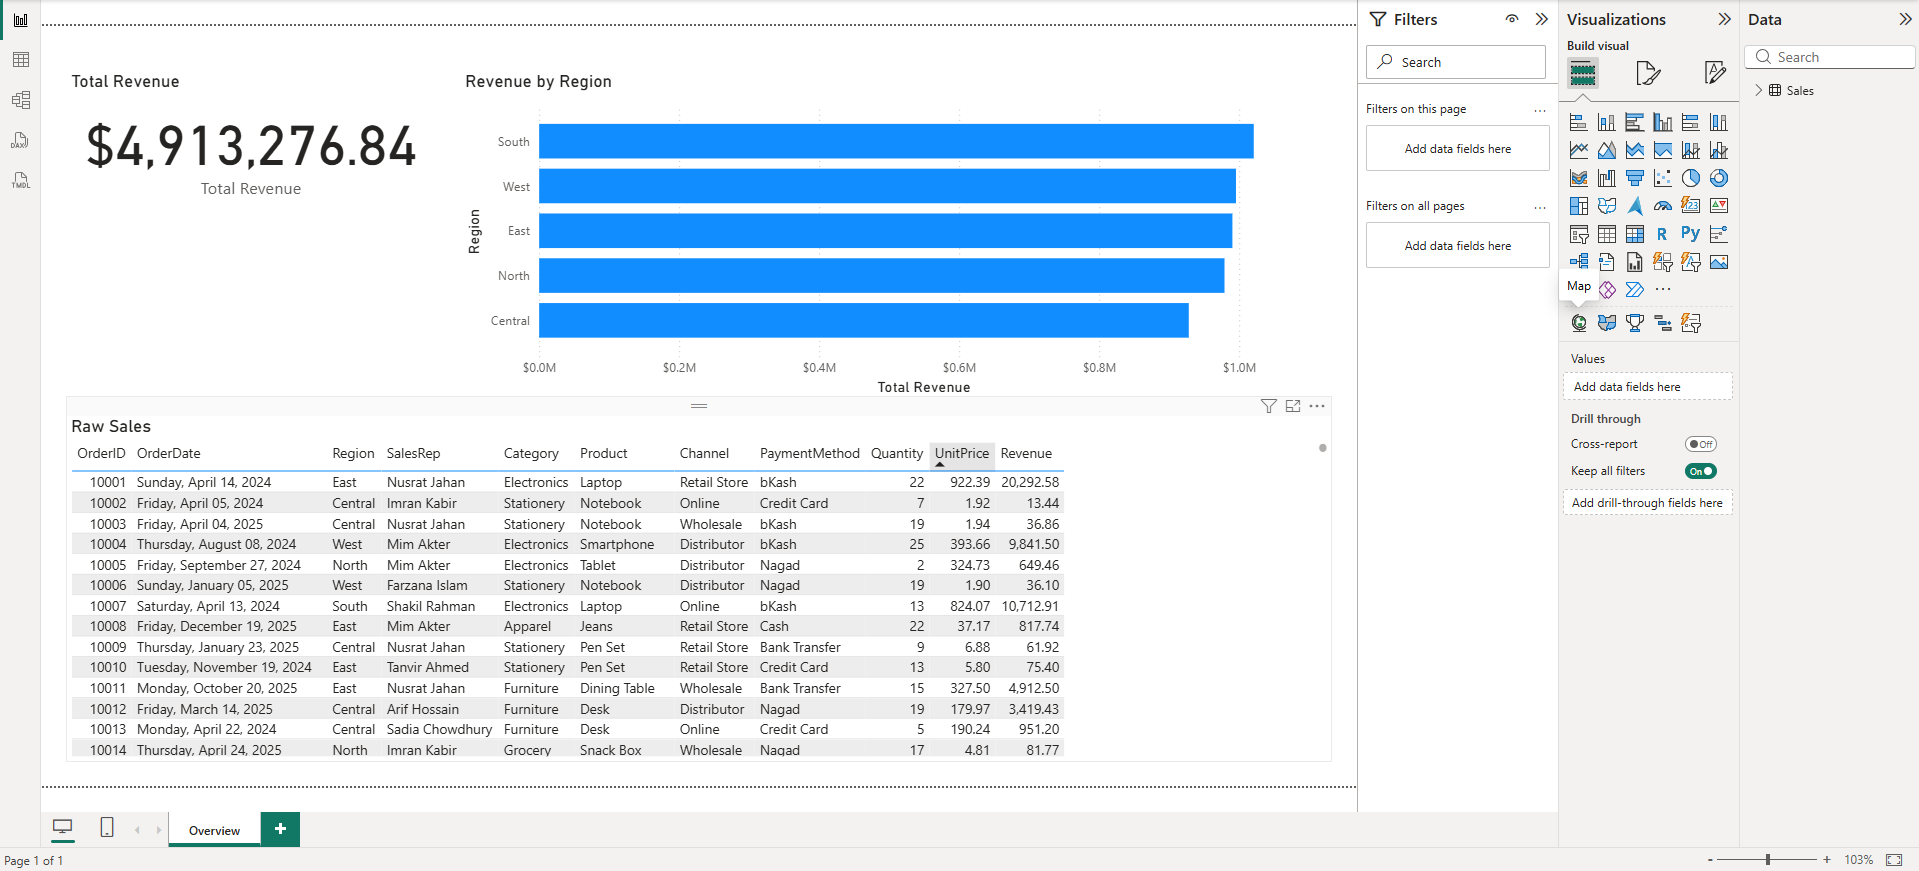 Filters
Visualizations
Data
Build visual
Search
Search
Sales
DAX
TMDL
Total Revenue
$4,913,276.84
Total Revenue
Revenue by Region
Region
South
West
East
North
Central
$0.0M $0.2M $0.4M $0.6M $0.8M $1.0M
Total Revenue
Filters on this page ...
Add data fields here
Filters on all pages ...
Add data fields here
123
R Py
Map
...
Values
Add data fields here
Drill through
Cross-report Off
Keep all filters On
Add drill-through fields here
Raw Sales
OrderID OrderDate Region SalesRep Category Product Channel PaymentMethod Quantity UnitPrice Revenue
10001 Sunday, April 14, 2024 East Nusrat Jahan Electronics Laptop Retail Store bKash 22 922.39 20,292.58
10002 Friday, April 05, 2024 Central Imran Kabir Stationery Notebook Online Credit Card 7 1.92 13.44
10003 Friday, April 04, 2025 Central Nusrat Jahan Stationery Notebook Wholesale bKash 19 1.94 36.86
10004 Thursday, August 08, 2024 West Mim Akter Electronics Smartphone Distributor bKash 25 393.66 9,841.50
10005 Friday, September 27, 2024 North Mim Akter Electronics Tablet Distributor Nagad 2 324.73 649.46
10006 Sunday, January 05, 2025 West Farzana Islam Stationery Notebook Distributor Nagad 19 1.90 36.10
10007 Saturday, April 13, 2024 South Shakil Rahman Electronics Laptop Online bKash 13 824.07 10,712.91
10008 Friday, December 19, 2025 East Mim Akter Apparel Jeans Retail Store Cash 22 37.17 817.74
10009 Thursday, January 23, 2025 Central Nusrat Jahan Stationery Pen Set Retail Store Bank Transfer 9 6.88 61.92
10010 Tuesday, November 19, 2024 East Tanvir Ahmed Stationery Pen Set Retail Store Credit Card 13 5.80 75.40
10011 Monday, October 20, 2025 East Nusrat Jahan Furniture Dining Table Wholesale Bank Transfer 15 327.50 4,912.50
10012 Friday, March 14, 2025 Central Arif Hossain Furniture Desk Distributor Nagad 19 179.97 3,419.43
10013 Monday, April 22, 2024 Central Sadia Chowdhury Furniture Desk Online Credit Card 5 190.24 951.20
10014 Thursday, April 24, 2025 North Imran Kabir Grocery Snack Box Wholesale Nagad 17 4.81 81.77
Overview +
Page 1 of 1
- + 103%